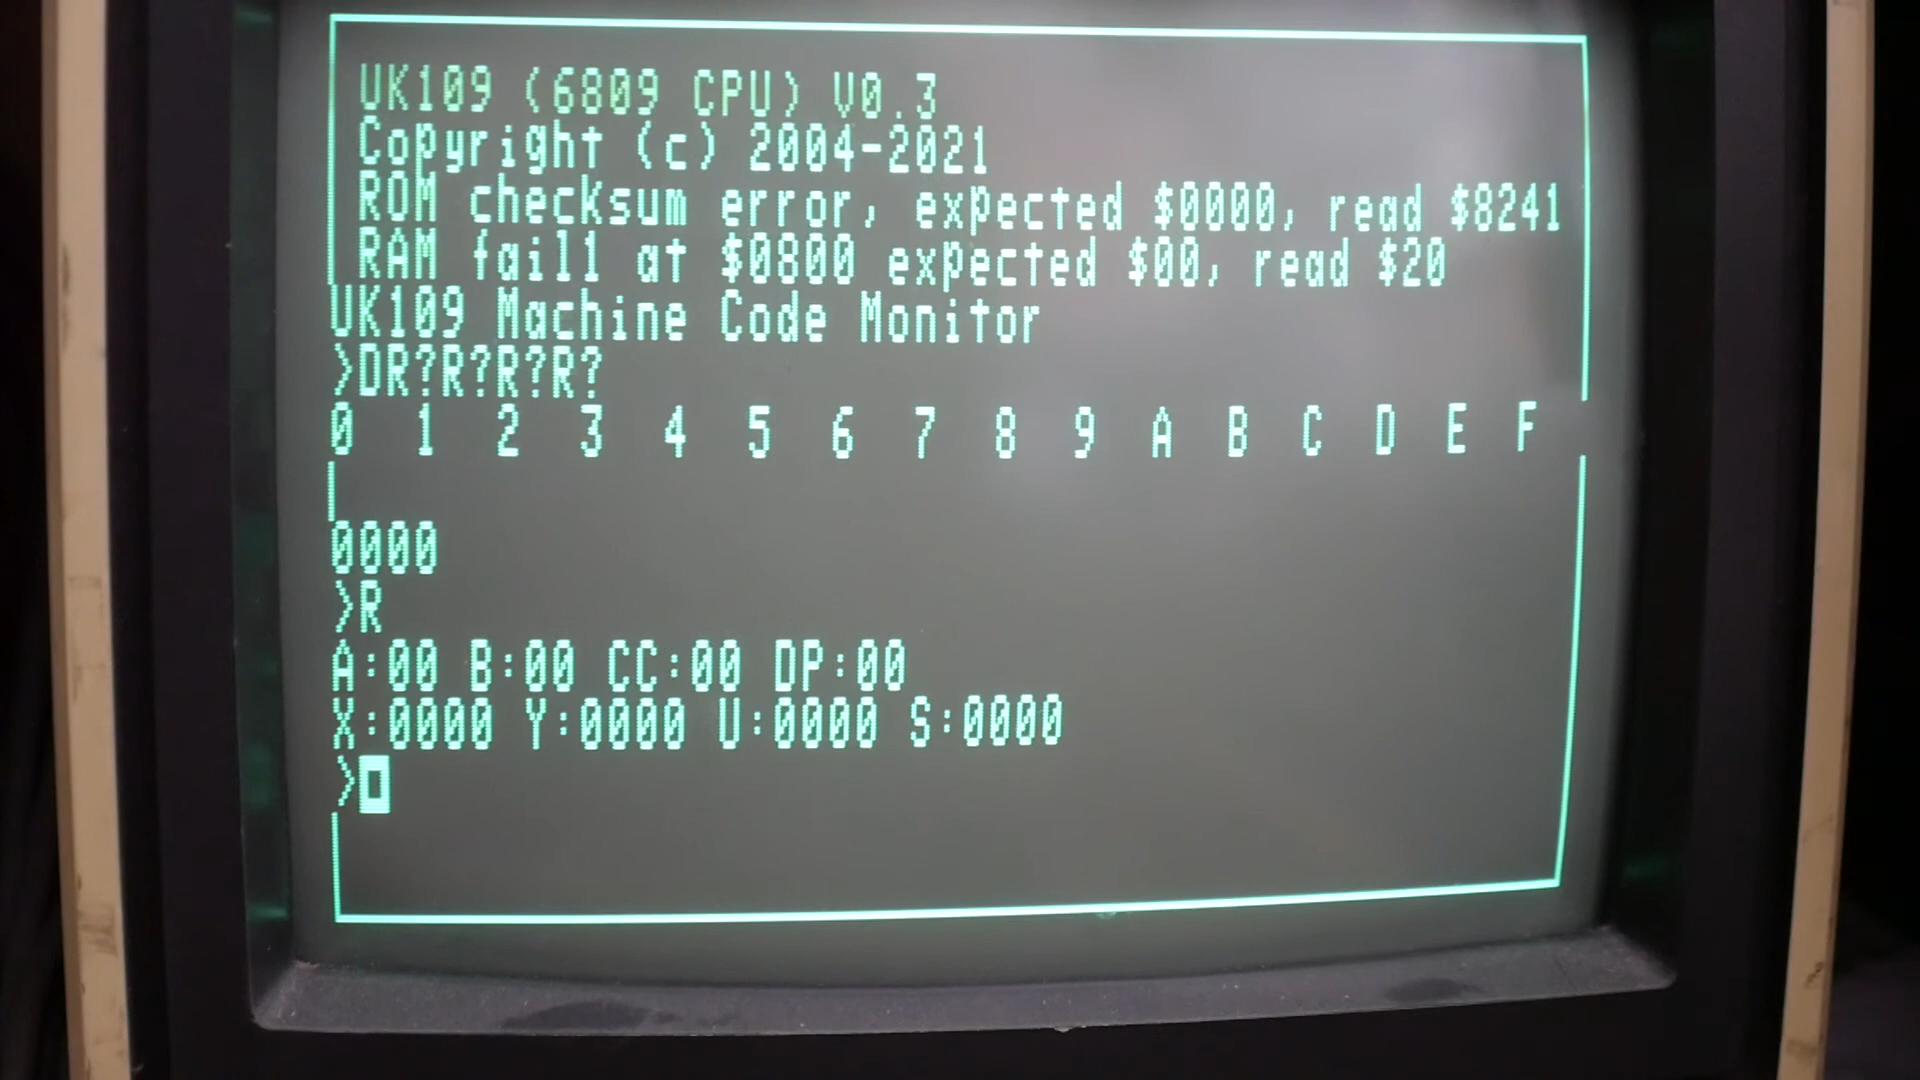 UK109 (6809 CPU) V0.3
Copyright (c) 2004-2021
ROM checksum error, expected $0000, read $8241
RAM fail1 at $0800 expected $00, read $20
UK109 Machine Code Monitor
>DR?R?R?R?
0 1 2 3 4 5 6 7 8 9 A B C D E F
0000
>R
A:00 B:00 CC:00 DP:00
X:0000 Y:0000 U:0000 S:0000
>